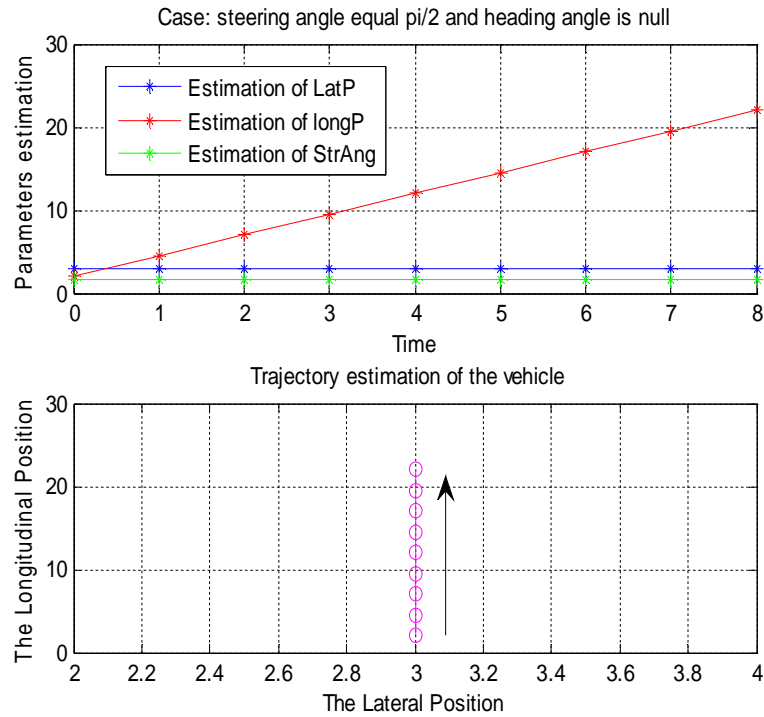 Case: steering angle equal pi/2 and heading angle is null
30
20
10
0
Parameters estimation
Estimation of LatP
Estimation of longP
Estimation of StrAng
0 1 2 3 4 5 6 7 8
Time
Trajectory estimation of the vehicle
30
20
10
0
The Longitudinal Position
2 2.2 2.4 2.6 2.8 3 3.2 3.4 3.6 3.8 4
The Lateral Position